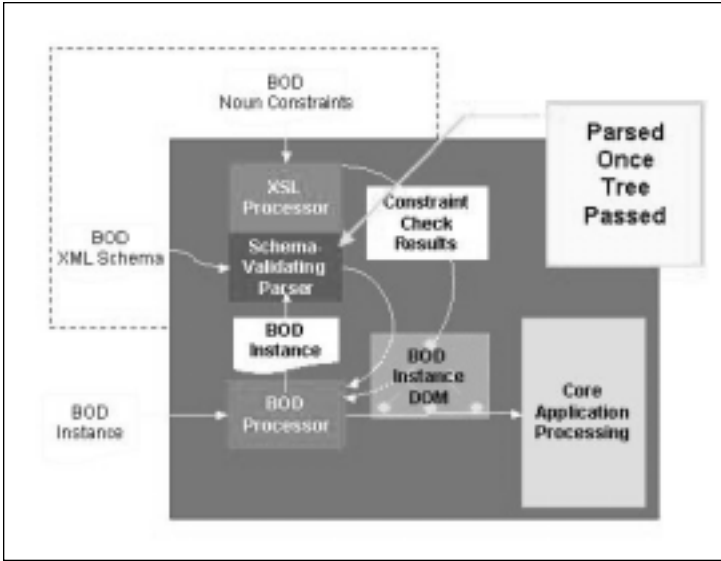 BOD
Noun Constraints
Parsed
Once
Tree
Passed
XSL
Processor
Constraint
Check
Results
BOD
XML Schema
Schema-
Validating
Parser
BOD
Instance
BOD
Instance
DOM
Core
Application
Processing
BOD
Instance
BOD
Processor